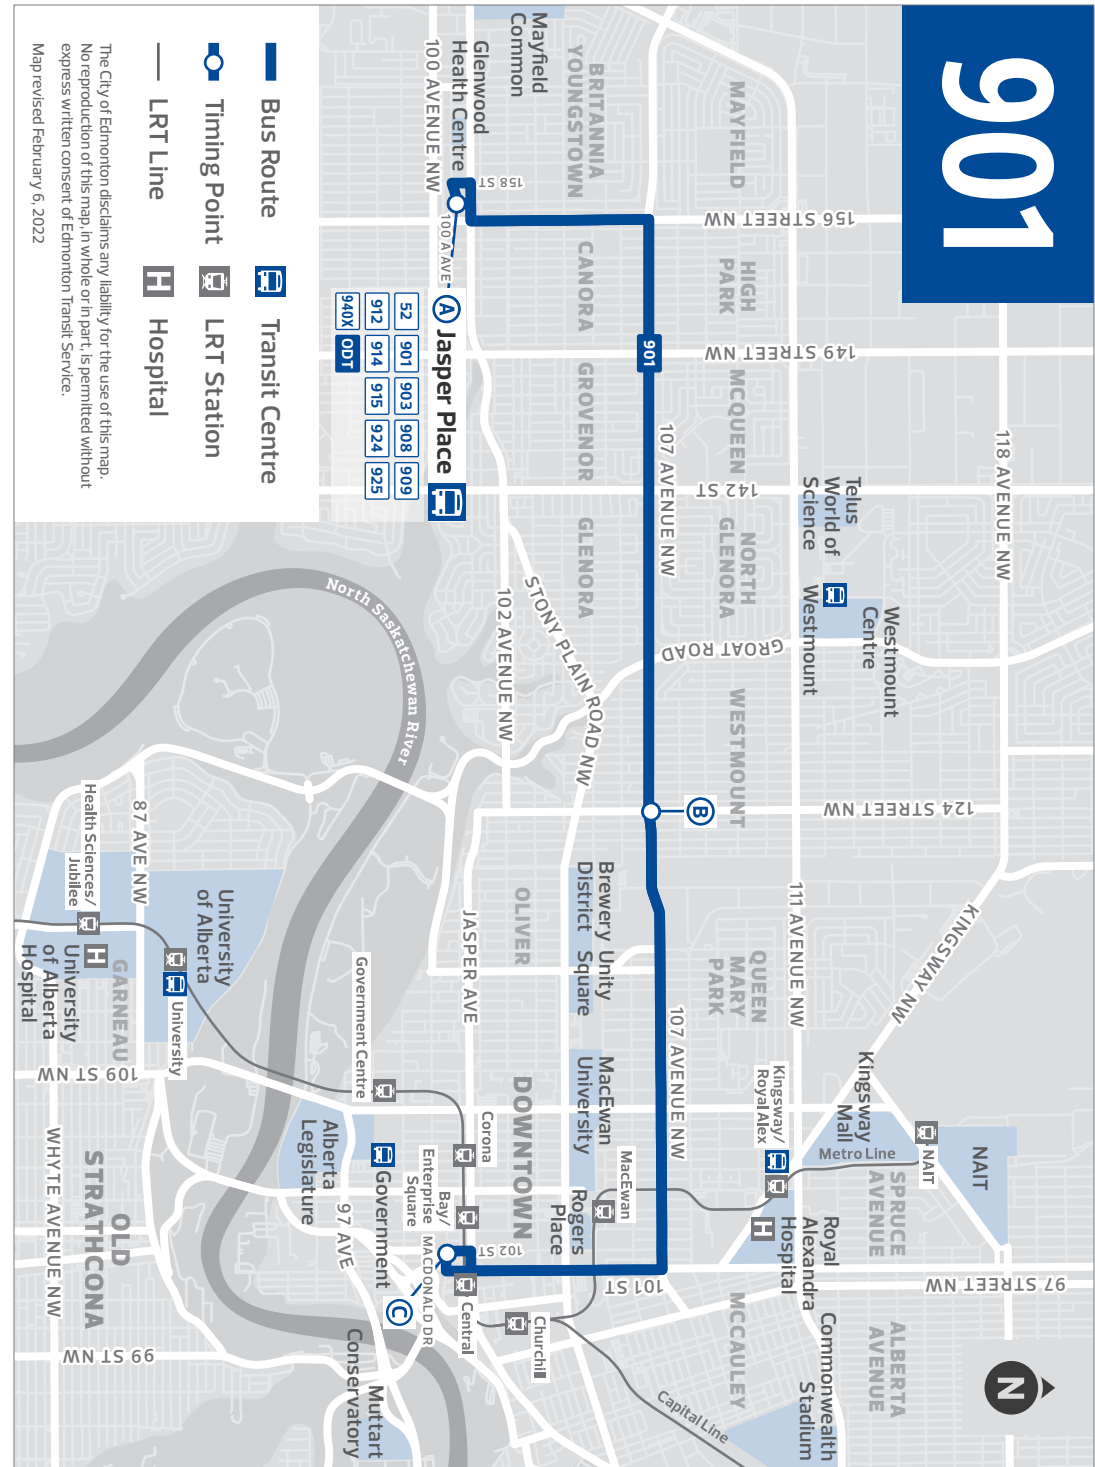 901
118 AVENUE NW
97 STREET NW
ALBERTA
AVENUE
N
NAIT
SPRUCE
AVENUE
NAIT
Metro Line
KINGSWAY NW
Kingsway
Mall
Westmount
Centre
Westmount
Telus
World of
Science
111 AVENUE NW
Kingsway/
Royal Alex
H
Royal
Alexandra
Hospital
Commonwealth
Stadium
Capital Line
MAYFIELD
156 STREET NW
HIGH
PARK
149 STREET NW
MCQUEEN
142 ST
NORTH
GLENORA
GROAT ROAD
WESTMOUNT
124 STREET NW
QUEEN
MARY
PARK
MCCAULEY
901
107 AVENUE NW
B
107 AVENUE NW
101 ST
BRITANNIA
YOUNGSTOWN
CANORA
GROVENOR
GLENORA
STONY PLAIN ROAD NW
Brewery
District
Unity
Square
MacEwan
University
MacEwan
Rogers
Place
Churchill
Mayfield
Common
Glenwood
Health Centre
158 ST
100 AVENUE NW
100 A AVE
102 AVENUE NW
OLIVER
DOWNTOWN
JASPER AVE
Corona
Bay/
Enterprise
Square
102 ST
Central
MACDONALD DR
C
A
Jasper Place
52
901
903
908
909
912
914
915
924
925
940X
ODT
North Saskatchewan River
Government Centre
Government
Alberta
Legislature
97 AVE
Muttart
Conservatory
University
of Alberta
University
87 AVE NW
Health Sciences/
Jubilee
H
University
of Alberta
Hospital
GARNEAU
109 ST NW
WHYTE AVENUE NW
OLD
STRATHCONA
99 ST NW
Bus Route
Transit Centre
Timing Point
LRT Station
LRT Line
H
Hospital
The City of Edmonton disclaims any liability for the use of this map.
No reproduction of this map, in whole or in part, is permitted without
express written consent of Edmonton Transit Service.
Map revised February 6, 2022